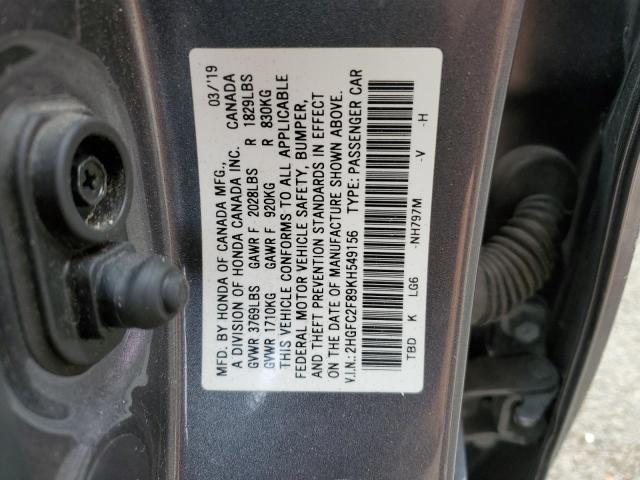 MFD. BY HONDA OF CANADA MFG., 03/'19
A DIVISION OF HONDA CANADA INC. CANADA
GVWR 3769LBS GAWR F 2028LBS R 1829LBS
GVWR 1710KG GAWR F 920KG R 830KG
THIS VEHICLE CONFORMS TO ALL APPLICABLE
FEDERAL MOTOR VEHICLE SAFETY, BUMPER,
AND THEFT PREVENTION STANDARDS IN EFFECT
ON THE DATE OF MANUFACTURE SHOWN ABOVE.
V.I.N.: 2HGFC2F89KH549156 TYPE: PASSENGER CAR
TBD K LG6 -NH797M -V -H